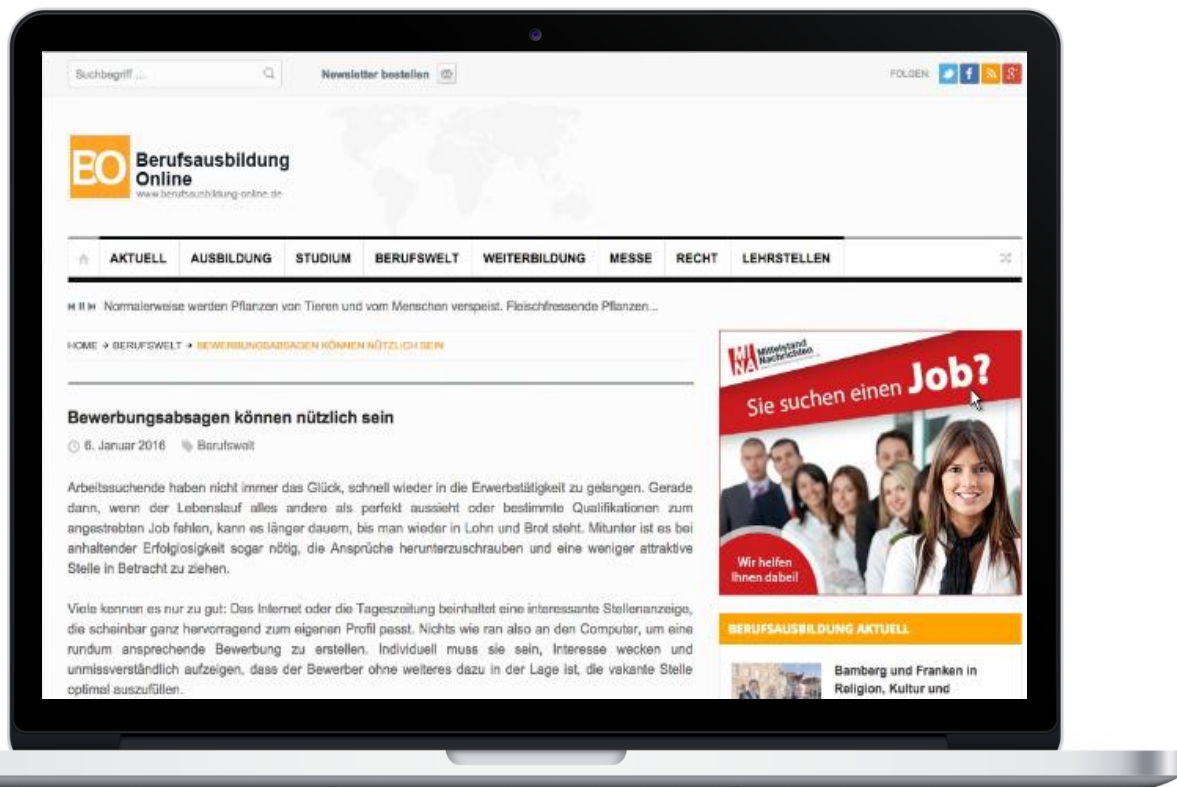 Suchbegriff ...
Newsletter bestellen
FOLGEN:
BO
Berufsausbildung
Online
www.berufsausbildung-online.de
AKTUELL AUSBILDUNG STUDIUM BERUFSWELT WEITERBILDUNG MESSE RECHT LEHRSTELLEN
Normalerweise werden Pflanzen von Tieren und vom Menschen verspeist. Fleischfressende Pflanzen...
HOME → BERUFSWELT → BEWERBUNGSABSAGEN KÖNNEN NÜTZLICH SEIN
Bewerbungsabsagen können nützlich sein
6. Januar 2016 Berufswelt
Arbeitssuchende haben nicht immer das Glück, schnell wieder in die Erwerbstätigkeit zu gelangen. Gerade
dann, wenn der Lebenslauf alles andere als perfekt aussieht oder bestimmte Qualifikationen zum
angestrebten Job fehlen, kann es länger dauern, bis man wieder in Lohn und Brot steht. Mitunter ist es bei
anhaltender Erfolglosigkeit sogar nötig, die Ansprüche herunterzuschrauben und eine weniger attraktive
Stelle in Betracht zu ziehen.
Viele kennen es nur zu gut: Das Internet oder die Tageszeitung beinhaltet eine interessante Stellenanzeige,
die scheinbar ganz hervorragend zum eigenen Profil passt. Nichts wie ran also an den Computer, um eine
rundum ansprechende Bewerbung zu erstellen. Individuell muss sie sein, Interesse wecken und
unmissverständlich aufzeigen, dass der Bewerber ohne weiteres dazu in der Lage ist, die vakante Stelle
optimal auszufüllen.
MI Mittelstand
NA Nachrichten
Sie suchen einen Job?
Wir helfen
Ihnen dabei!
BERUFSAUSBILDUNG AKTUELL
Bamberg und Franken in
Religion, Kultur und